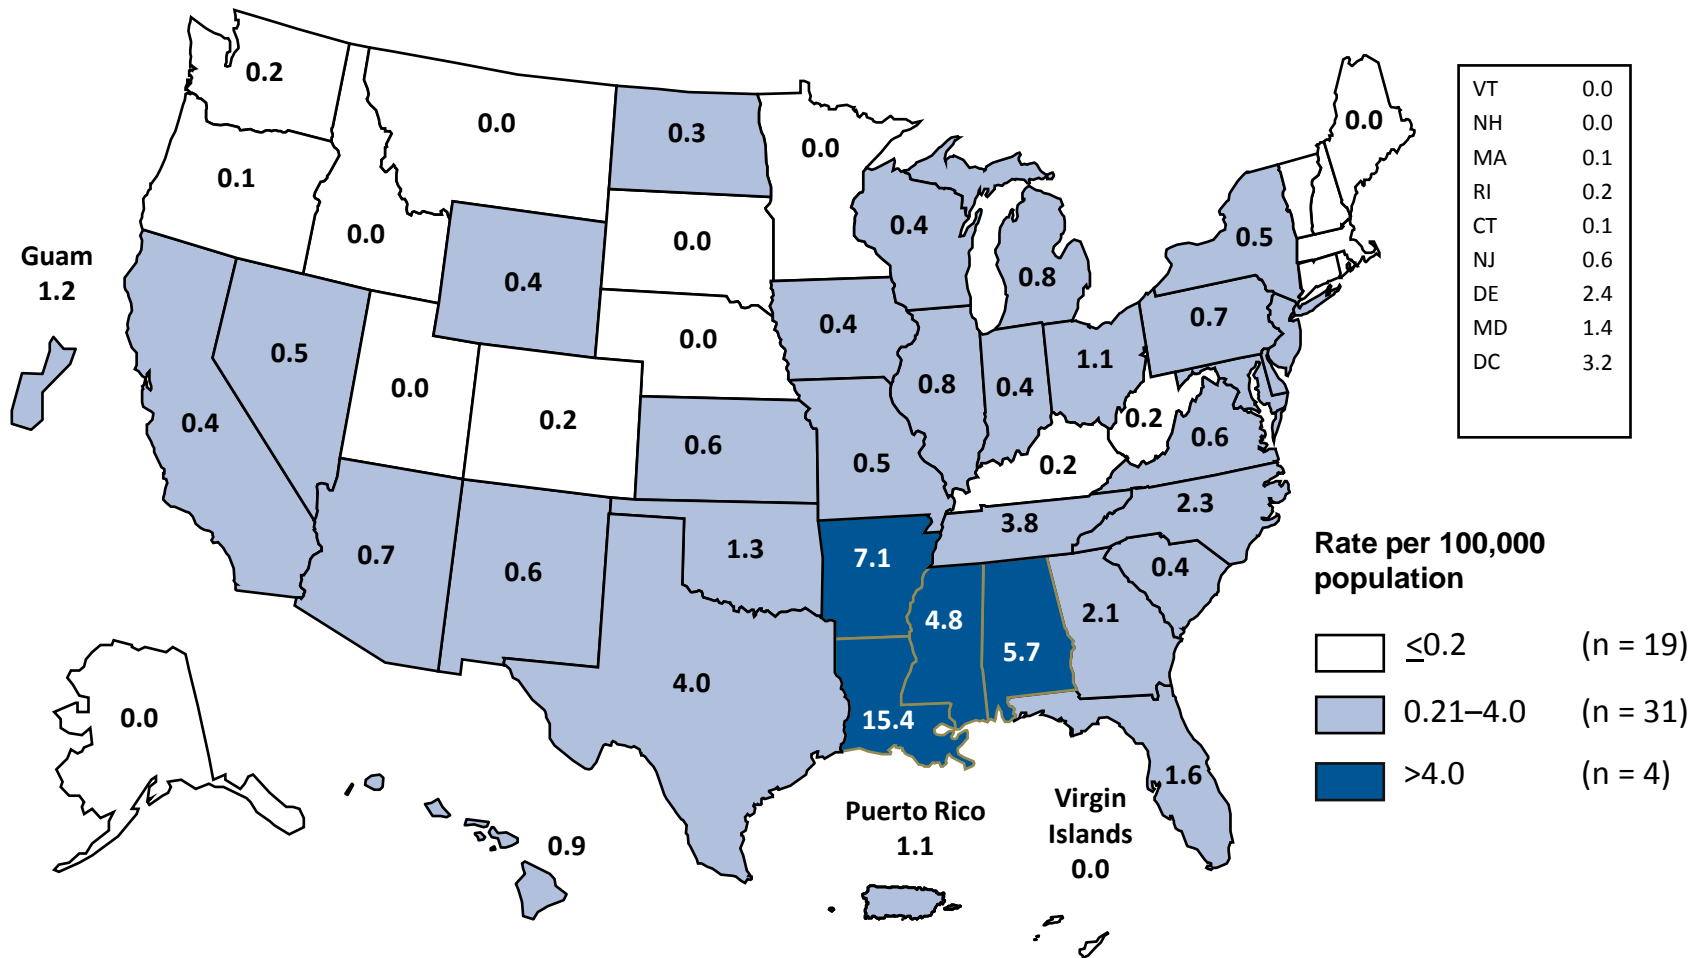 0.2
0.0
0.3
0.0
0.0
0.1
0.0
0.0
0.4
0.5
0.4
0.8
Guam
1.2
0.4
0.5
0.0
0.4
0.7
1.1
0.0
0.2
0.8
0.4
0.2
0.4
0.6
0.5
0.2
0.6
2.3
3.8
0.7
0.6
1.3
7.1
0.4
4.8
2.1
5.7
4.0
15.4
1.6
0.0
0.9
Puerto Rico
1.1
Virgin
Islands
0.0
VT 0.0
NH 0.0
MA 0.1
RI 0.2
CT 0.1
NJ 0.6
DE 2.4
MD 1.4
DC 3.2
Rate per 100,000
population
≤0.2 (n = 19)
0.21–4.0 (n = 31)
>4.0 (n = 4)